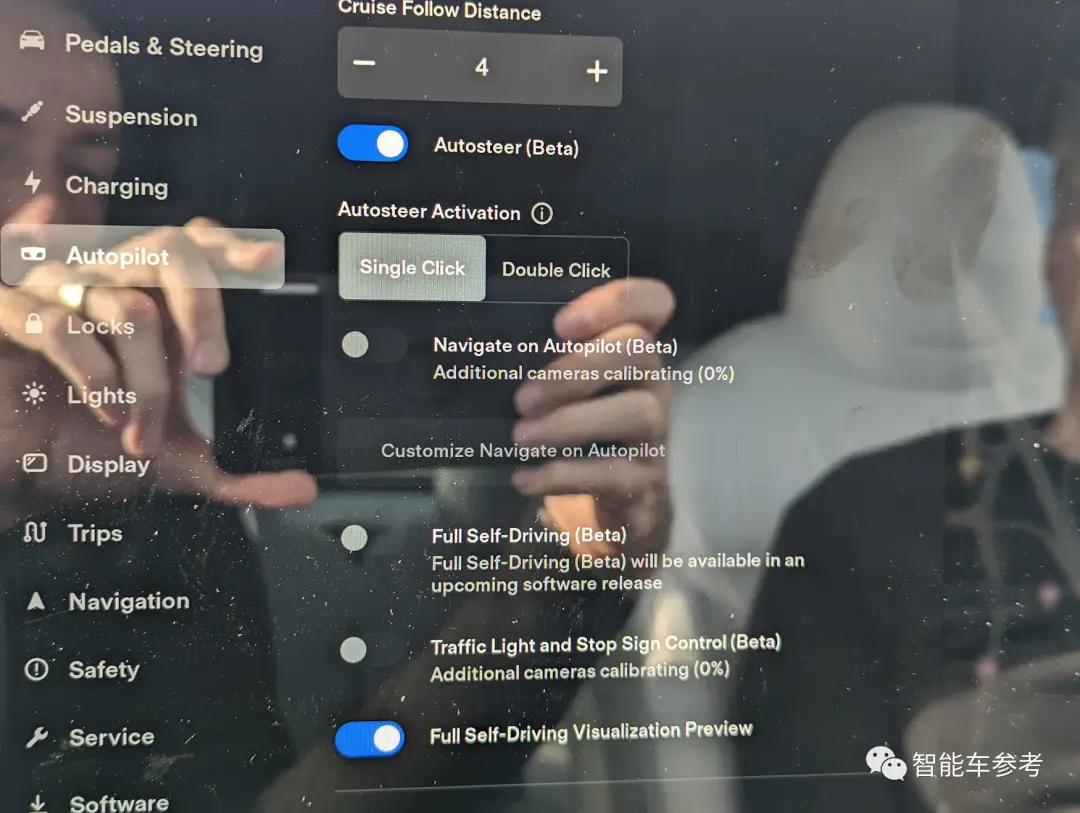 Cruise Follow Distance
Pedals & Steering
4
Suspension
Autosteer (Beta)
Charging
Autosteer Activation
Autopilot
Single Click
Double Click
Locks
Navigate on Autopilot (Beta)
Additional cameras calibrating (0%)
Lights
Customize Navigate on Autopilot
Display
Trips
Full Self-Driving (Beta)
Full Self-Driving (Beta) will be available in an
upcoming software release
Navigation
Traffic Light and Stop Sign Control (Beta)
Additional cameras calibrating (0%)
Safety
Service
Full Self-Driving Visualization Preview
智能车参考
Software